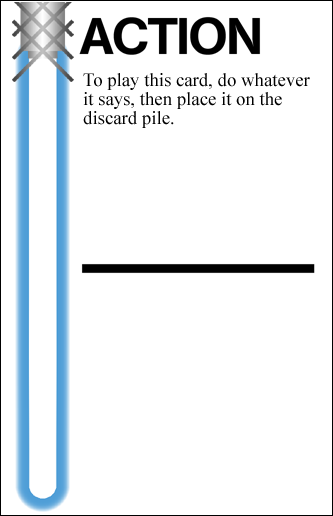 ACTION
To play this card, do whatever
it says, then place it on the
discard pile.